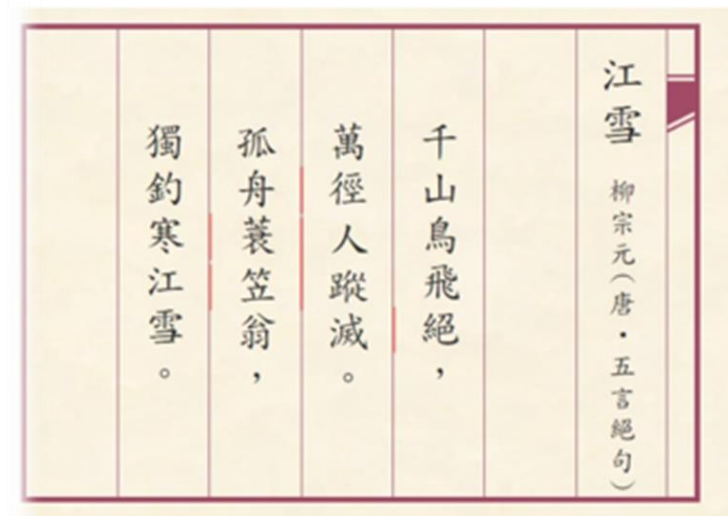 江雪 柳宗元(唐・五言絕句)
千山鳥飛絕，
萬徑人蹤滅。
孤舟蓑笠翁，
獨釣寒江雪。